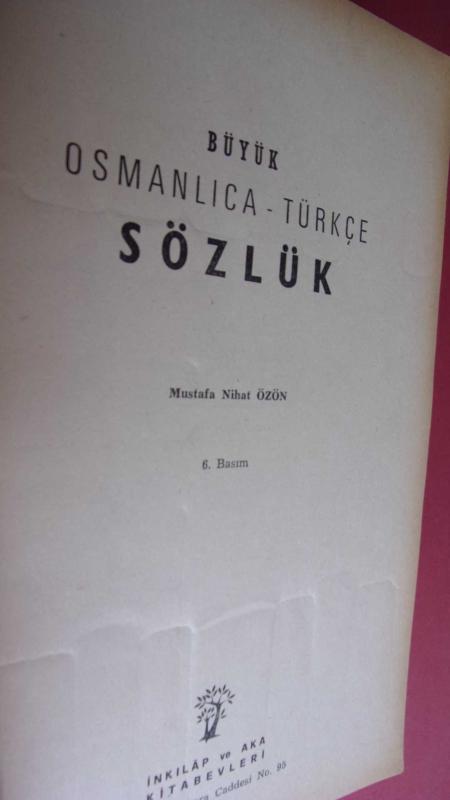 BÜYÜK
OSMANLICA - TÜRKÇE
SÖZLÜK
Mustafa Nihat ÖZÖN
6. Basım
İNKILÂP ve AKA
KİTABEVLERİ
Caddesi No. 95